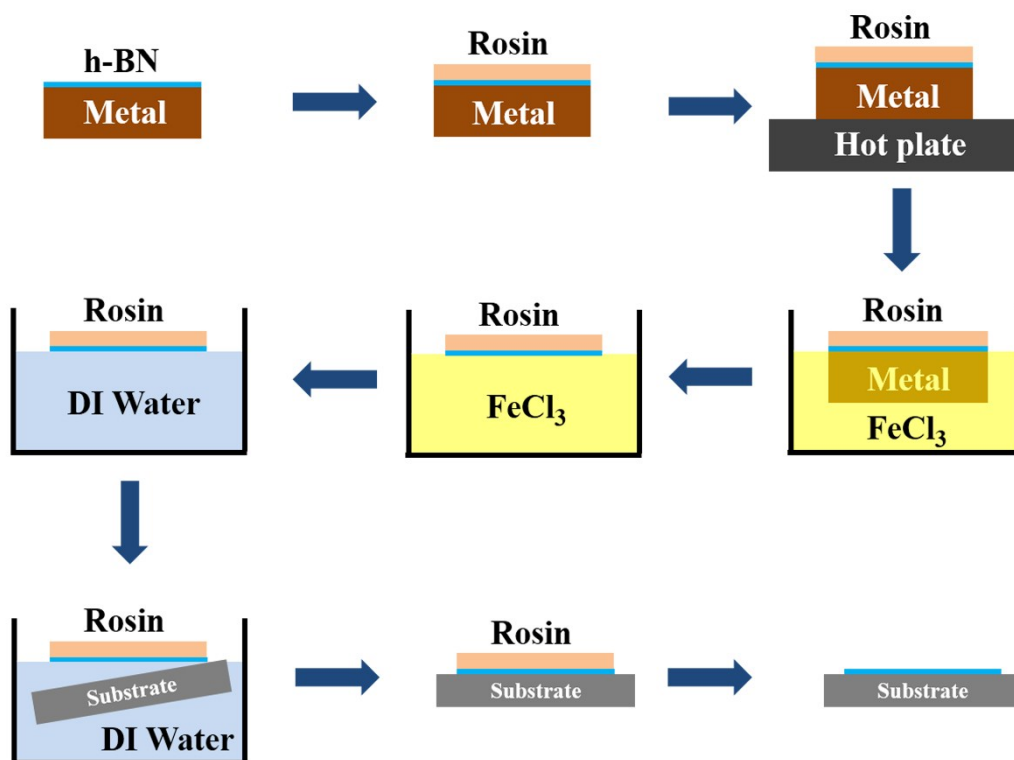 h-BN
Metal
Rosin
Metal
Rosin
Metal
Hot plate
Rosin
Metal
FeCl₃
Rosin
FeCl₃
Rosin
DI Water
Rosin
Substrate
DI Water
Rosin
Substrate
Substrate